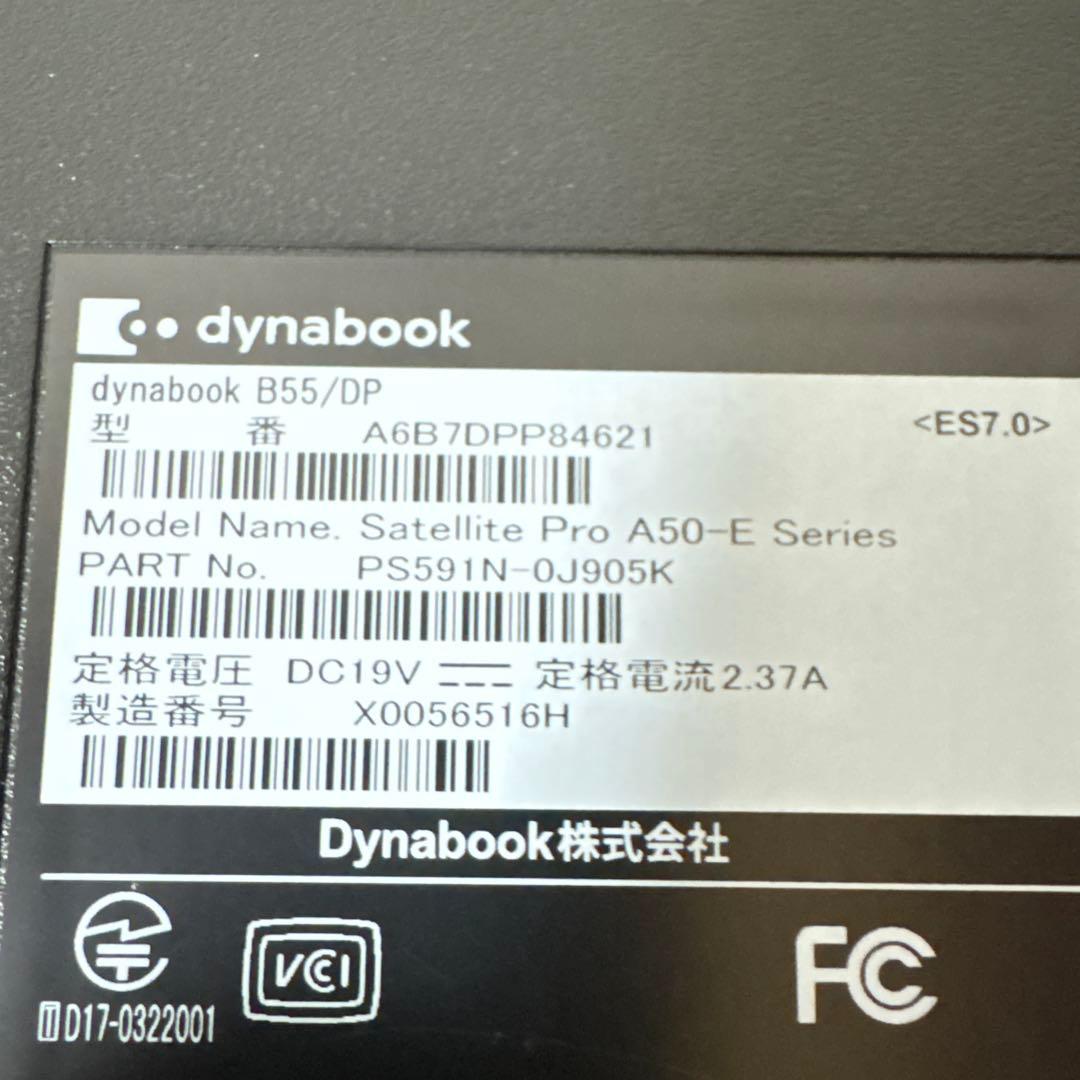 dynabook
dynabook B55/DP
型 番 A6B7DPP84621 <ES7.0>
Model Name. Satellite Pro A50-E Series
PART No. PS591N-0J905K
定格電圧 DC19V 定格電流2.37A
製造番号 X0056516H
Dynabook株式会社
VCCI
FC
T D17-0322001